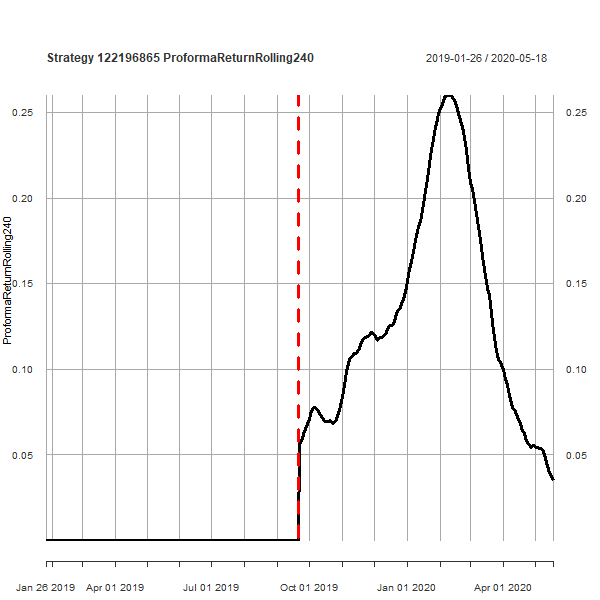 Strategy 122196865 ProformaReturnRolling240
2019-01-26 / 2020-05-18
ProformaReturnRolling240
0.25
0.20
0.15
0.10
0.05
0.25
0.20
0.15
0.10
0.05
Jan 26 2019
Apr 01 2019
Jul 01 2019
Oct 01 2019
Jan 01 2020
Apr 01 2020